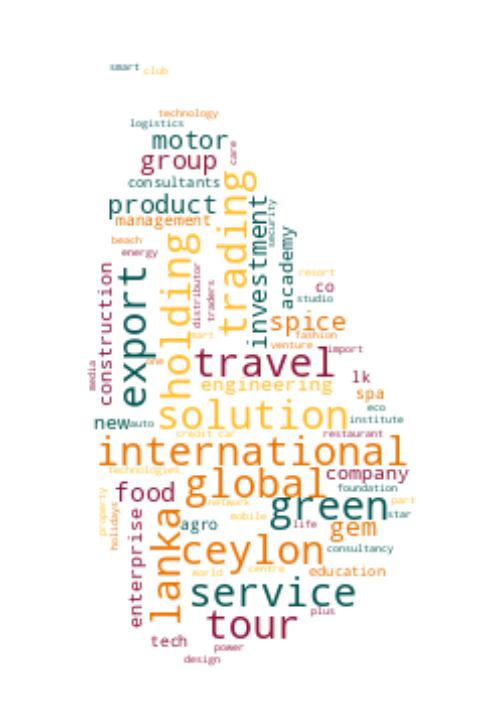 smart club
technology
logistics
motor
care
group
consultants
trading
product
investment
security
management
academy
beach
holding
energy
distributor
traders
construction
export
resort
co
studio
spice
fashion
mart
venture import
travel
media
one
lk
engineering
spa
solution
eco
new auto
institute
credit car
restaurant
international
technologies
company
global
food
foundation
green
property
holidays
network
part
star
mobile
life
gem
agro
lanka
enterprise
ceylon
consultancy
world
centre
education
service
plus
tour
tech
power
design